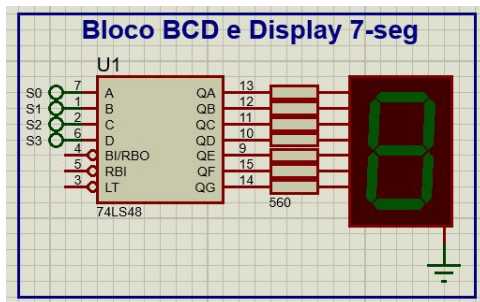 Bloco BCD e Display 7-seg
U1
S0 7 A QA 13
S1 1 B QB 12
S2 2 C QC 11
S3 6 D QD 10
4 BI/RBO QE 9
5 RBI QF 15
3 LT QG 14
74LS48 560